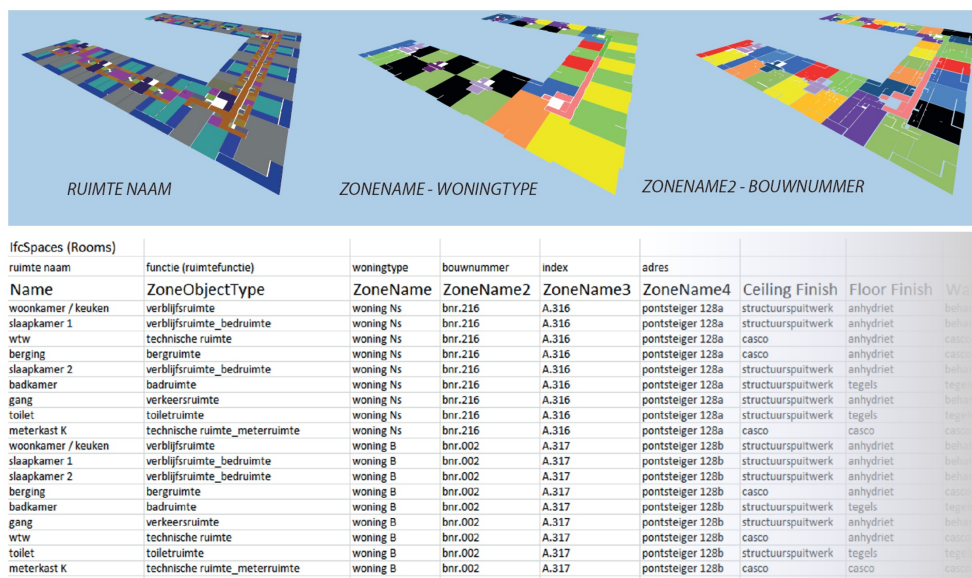 RUIMTE NAAM
ZONENAME - WONINGTYPE
ZONENAME2 - BOUWNUMMER
IfcSpaces (Rooms)
ruimte naam functie (ruimtefunctie) woningtype bouwnummer index adres
Name ZoneObjectType ZoneName ZoneName2 ZoneName3 ZoneName4 Ceiling Finish Floor Finish Wa
woonkamer / keuken verblijfsruimte woning Ns bnr.216 A.316 pontsteiger 128a structuurspuitwerk anhydriet beha
slaapkamer 1 verblijfsruimte_bedruimte woning Ns bnr.216 A.316 pontsteiger 128a structuurspuitwerk anhydriet beha
wtw technische ruimte woning Ns bnr.216 A.316 pontsteiger 128a casco anhydriet casco
berging bergruimte woning Ns bnr.216 A.316 pontsteiger 128a casco anhydriet casco
slaapkamer 2 verblijfsruimte_bedruimte woning Ns bnr.216 A.316 pontsteiger 128a structuurspuitwerk anhydriet beha
badkamer badruimte woning Ns bnr.216 A.316 pontsteiger 128a structuurspuitwerk tegels tege
gang verkeersruimte woning Ns bnr.216 A.316 pontsteiger 128a structuurspuitwerk anhydriet beha
toilet toiletruimte woning Ns bnr.216 A.316 pontsteiger 128a structuurspuitwerk tegels tege
meterkast K technische ruimte_meterruimte woning Ns bnr.216 A.316 pontsteiger 128a casco casco casco
woonkamer / keuken verblijfsruimte woning B bnr.002 A.317 pontsteiger 128b structuurspuitwerk anhydriet beha
slaapkamer 1 verblijfsruimte_bedruimte woning B bnr.002 A.317 pontsteiger 128b structuurspuitwerk anhydriet
slaapkamer 2 verblijfsruimte_bedruimte woning B bnr.002 A.317 pontsteiger 128b structuurspuitwerk anhydriet
berging bergruimte woning B bnr.002 A.317 pontsteiger 128b casco anhydriet
badkamer badruimte woning B bnr.002 A.317 pontsteiger 128b structuurspuitwerk tegels
gang verkeersruimte woning B bnr.002 A.317 pontsteiger 128b structuurspuitwerk anhydriet
wtw technische ruimte woning B bnr.002 A.317 pontsteiger 128b casco anhydriet
toilet toiletruimte woning B bnr.002 A.317 pontsteiger 128b structuurspuitwerk tegels
meterkast K technische ruimte_meterruimte woning B bnr.002 A.317 pontsteiger 128b casco casco